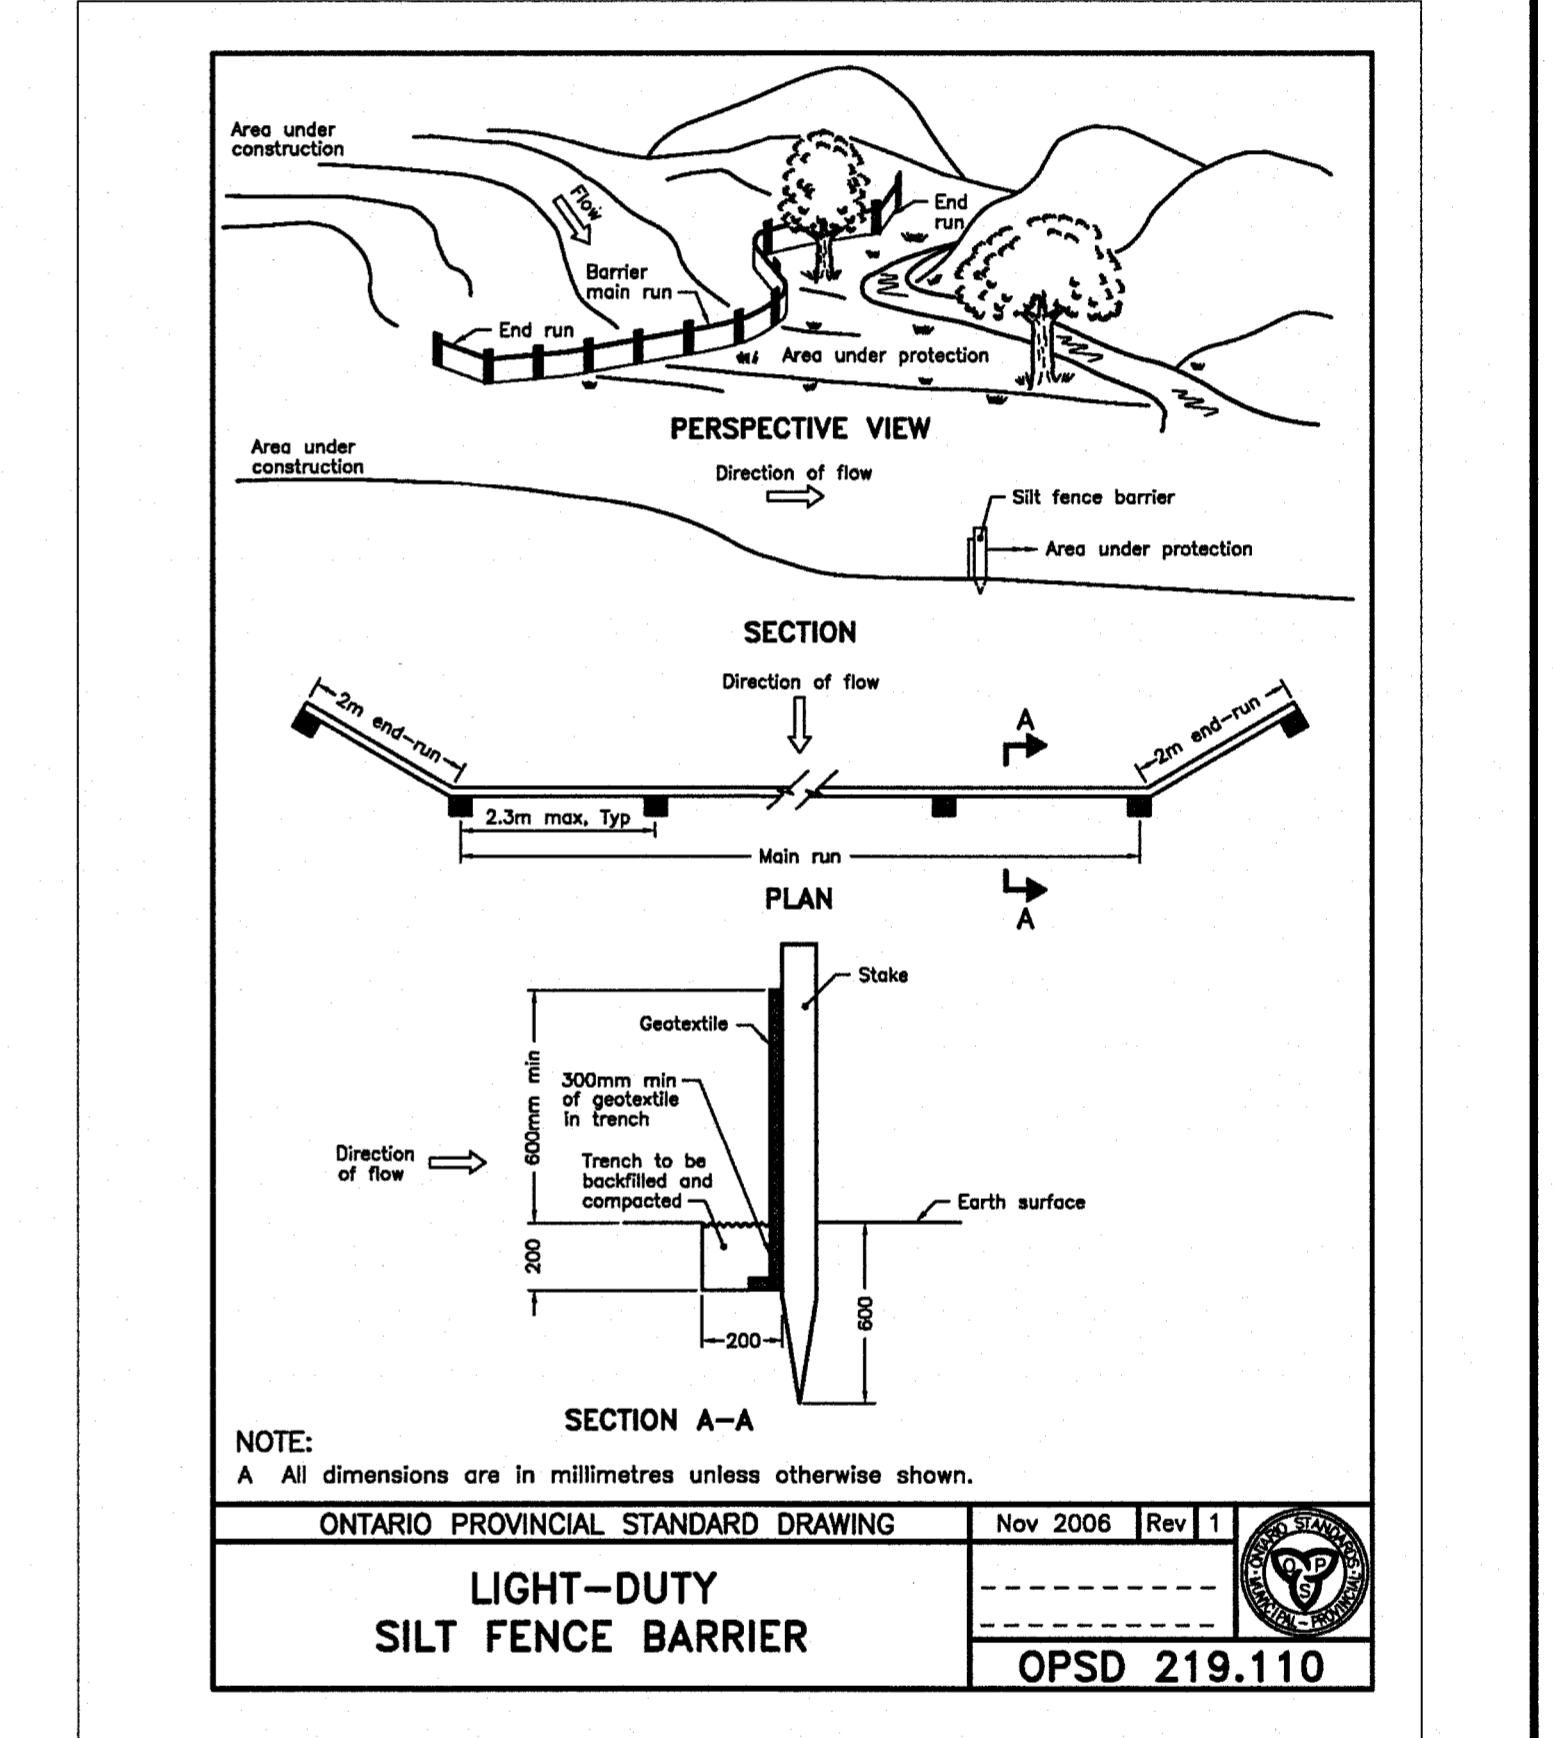 Area under
construction
Flow
End
run
Barrier
main run
End run
Area under protection
PERSPECTIVE VIEW
Area under
construction
Direction of flow
Silt fence barrier
Area under protection
SECTION
Direction of flow
2m end-run
A
2m end-run
2.3m max, Typ
Main run
PLAN
A
Stake
Geotextile
600mm min
300mm min
of geotextile
in trench
Direction
of flow
Trench to be
backfilled and
compacted
Earth surface
200
600
200
SECTION A-A
NOTE:
A All dimensions are in millimetres unless otherwise shown.
ONTARIO PROVINCIAL STANDARD DRAWING
Nov 2006 Rev 1
ONTARIO STANDARDS
MUNICIPAL-PROVINCIAL
O P
S
LIGHT-DUTY
SILT FENCE BARRIER
OPSD 219.110